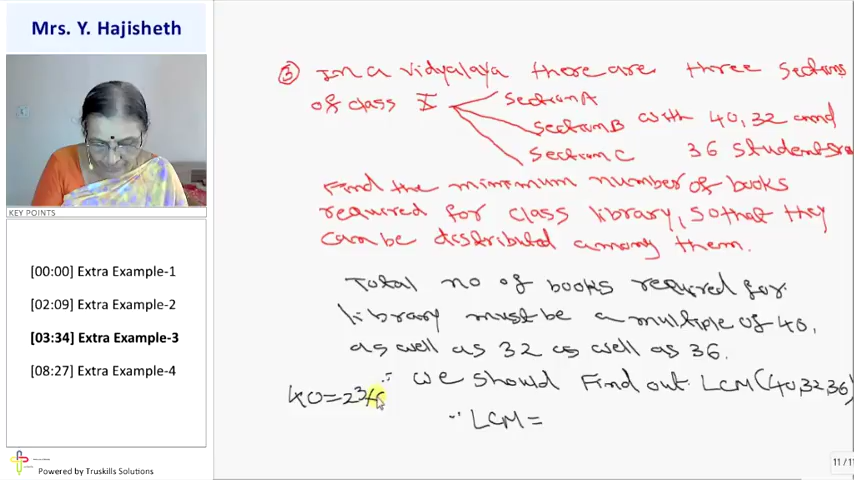 Mrs. Y. Hajisheth
KEY POINTS
[00:00] Extra Example-1
[02:09] Extra Example-2
[03:34] Extra Example-3
[08:27] Extra Example-4
Powered by Truskills Solutions
③ In a vidyalaya there are three sections
of class X
Section A
Section B with 40, 32 and
Section C 36 students
Find the minimum number of books
required for class library, so that they
can be distributed among them.
Total no of books required for
library must be a multiple of 40,
as well as 32 as well as 36.
∵ we should Find out LCM(40,32,36)
40=2³×
∵ LCM =
11 / 11